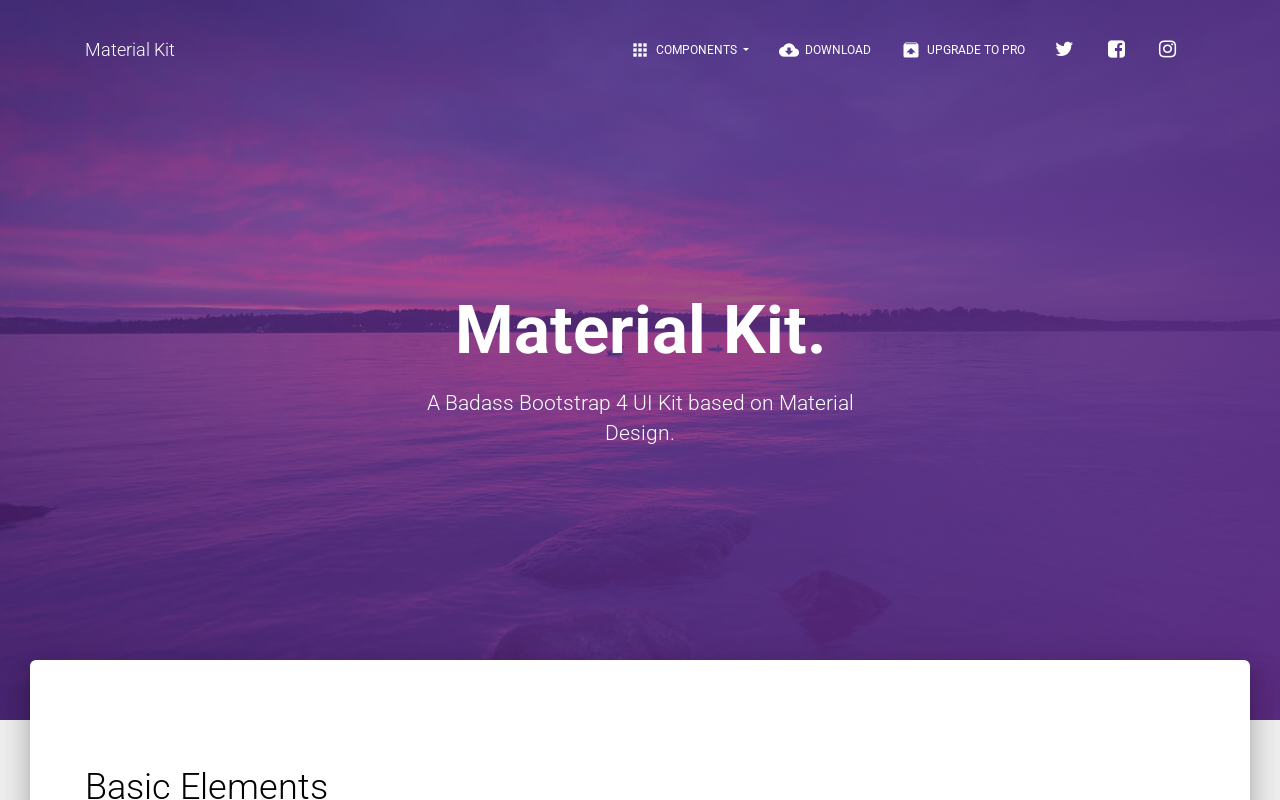 Material Kit
COMPONENTS
DOWNLOAD
UPGRADE TO PRO
Material Kit.
A Badass Bootstrap 4 UI Kit based on Material
Design.
Basic Elements